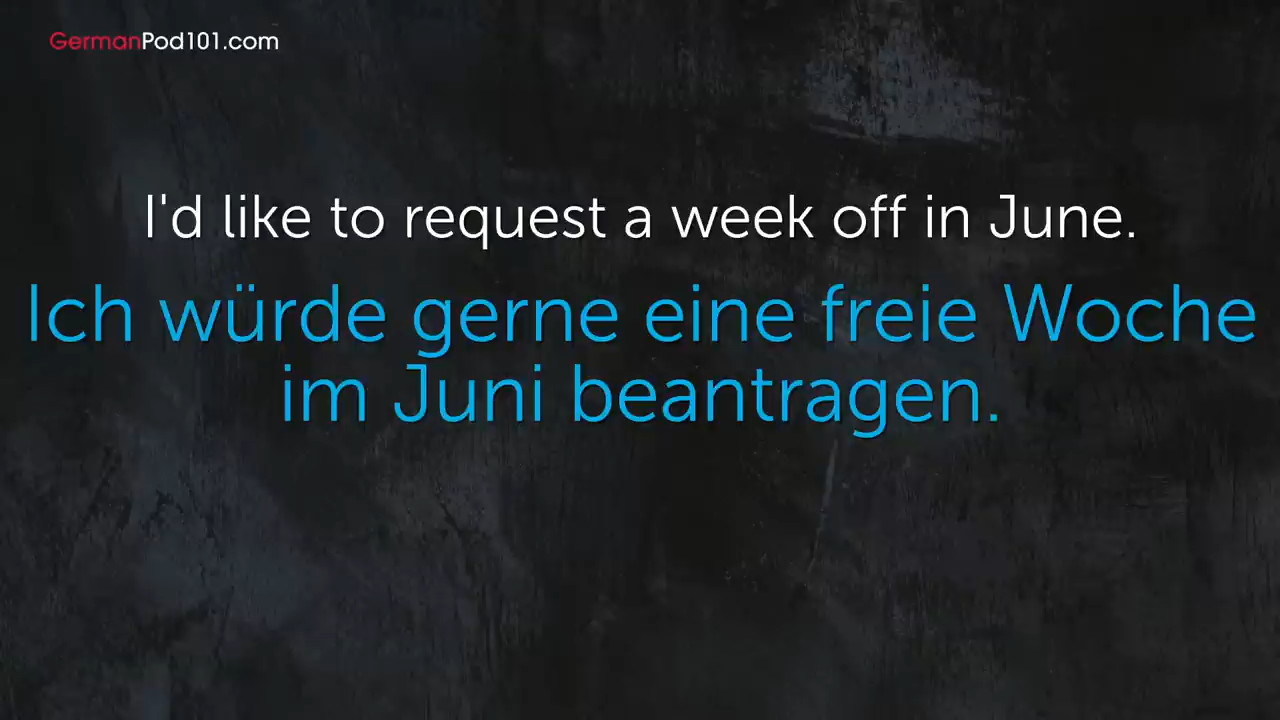 GermanPod101.com
I'd like to request a week off in June.
Ich würde gerne eine freie Woche
im Juni beantragen.